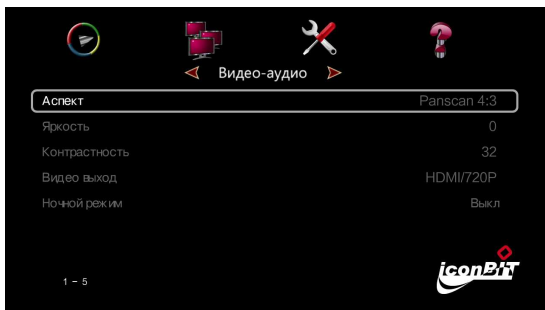 Видео-аудио
Аспект Panscan 4:3
Яркость 0
Контрастность 32
Видео выход HDMI/720P
Ночной режим Выкл
1 - 5
iconBIT